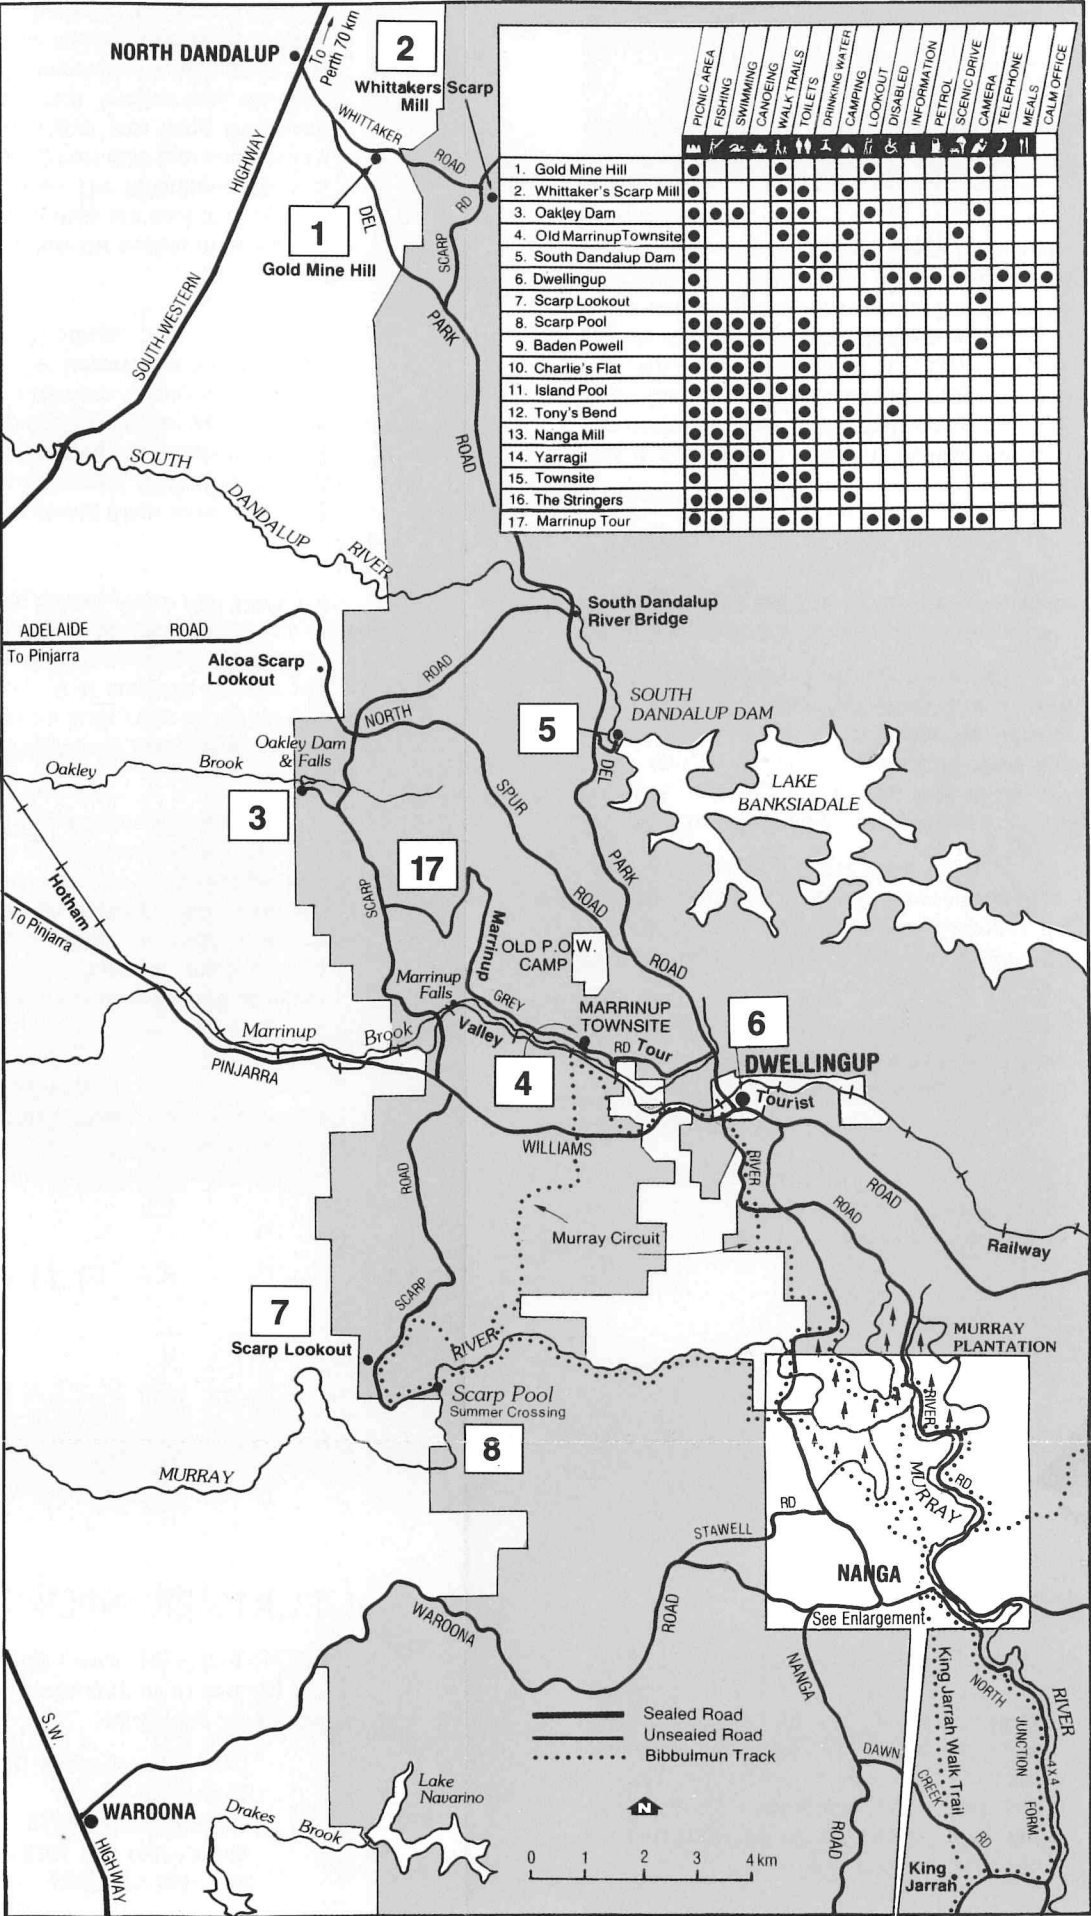 NORTH DANDALUP
To
Perth 70 km
2
Whittakers Scarp
Mill
WHITTAKER
ROAD
RD
HIGHWAY
1
DEL
SCARP
Gold Mine Hill
SOUTH-WESTERN
PARK
ROAD
PICNIC AREA
FISHING
SWIMMING
CANOEING
WALK TRAILS
TOILETS
DRINKING WATER
CAMPING
LOOKOUT
DISABLED
INFORMATION
PETROL
SCENIC DRIVE
CAMERA
TELEPHONE
MEALS
CALM OFFICE
1. Gold Mine Hill
2. Whittaker's Scarp Mill
3. Oakley Dam
4. Old Marrinup Townsite
5. South Dandalup Dam
6. Dwellingup
7. Scarp Lookout
8. Scarp Pool
9. Baden Powell
10. Charlie's Flat
11. Island Pool
12. Tony's Bend
13. Nanga Mill
14. Yarragil
15. Townsite
16. The Stringers
17. Marrinup Tour
SOUTH
DANDALUP
RIVER
South Dandalup
River Bridge
ADELAIDE ROAD
To Pinjarra
Alcoa Scarp
Lookout
ROAD
NORTH
SOUTH
DANDALUP DAM
5
Oakley Dam
& Falls
DEL
Oakley Brook
LAKE
BANKSIADALE
SPUR
3
17
PARK
Hotham
SCARP
ROAD
To Pinjarra
Marrinup
OLD P.O.W.
CAMP
ROAD
Marrinup
Falls
GREY
MARRINUP
TOWNSITE
6
Marrinup
Brook
Valley
RD
Tour
DWELLINGUP
PINJARRA
4
Tourist
WILLIAMS
RIVER
ROAD
ROAD
ROAD
Murray Circuit
Railway
SCARP
7
Scarp Lookout
RIVER
MURRAY
PLANTATION
Scarp Pool
Summer Crossing
RIVER
8
MURRAY
MURRAY
RD
RD
STAWELL
NANGA
WAROONA
ROAD
See Enlargement
NANGA
King Jarrah Walk Trail
NORTH
RIVER
Sealed Road
Unsealed Road
Bibbulmun Track
S.W.
JUNCTION
DAWN
4x4
CREEK
Lake
Navarino
N
FORM
WAROONA
Drakes
Brook
RD
ROAD
0 1 2 4 km
HIGHWAY
King
Jarrah